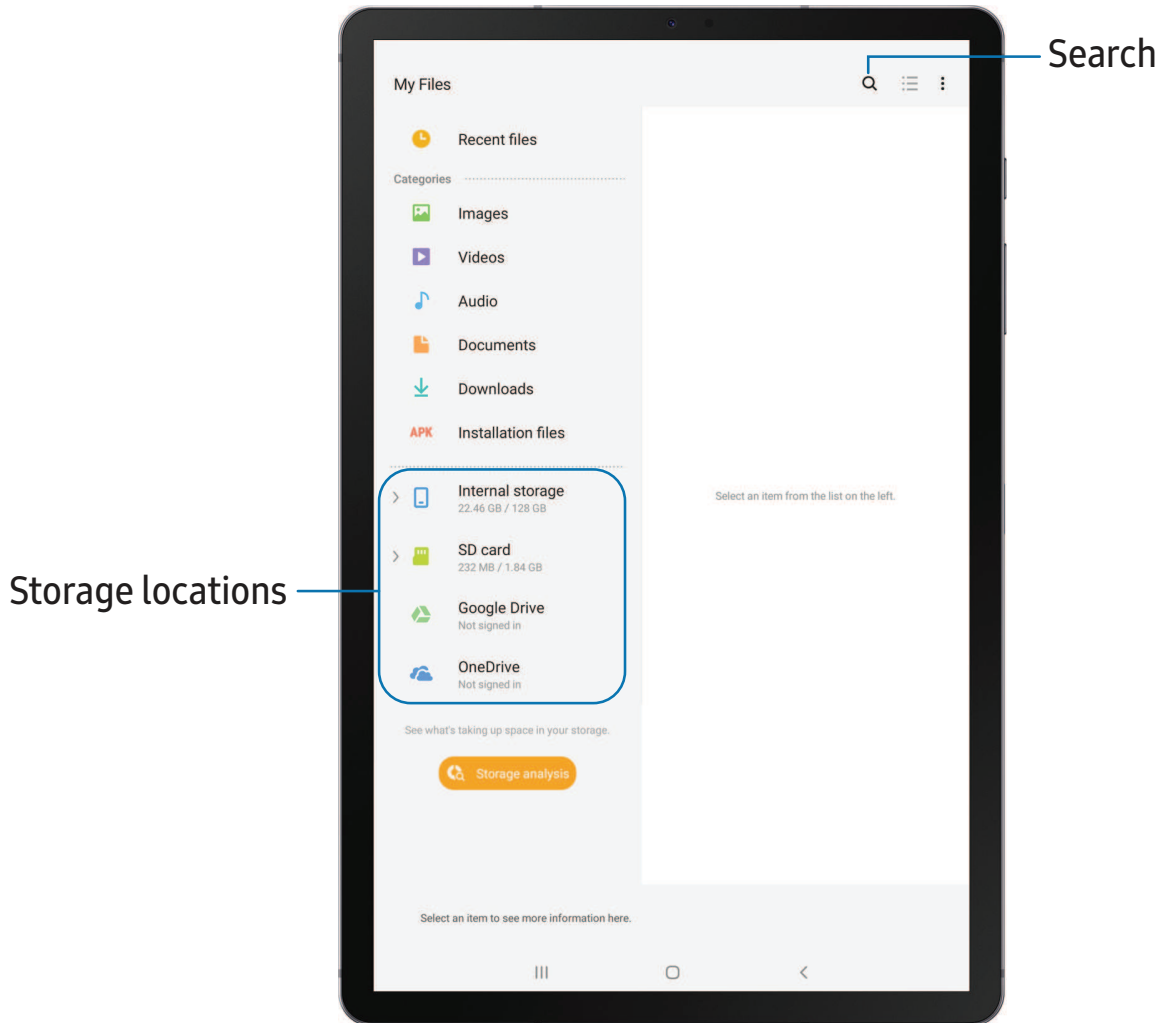 Search
My Files
Recent files
Categories
Images
Videos
Audio
Documents
Downloads
APK Installation files
Internal storage
22.46 GB / 128 GB
Select an item from the list on the left.
SD card
232 MB / 1.84 GB
Storage locations
Google Drive
Not signed in
OneDrive
Not signed in
See what's taking up space in your storage.
Storage analysis
Select an item to see more information here.